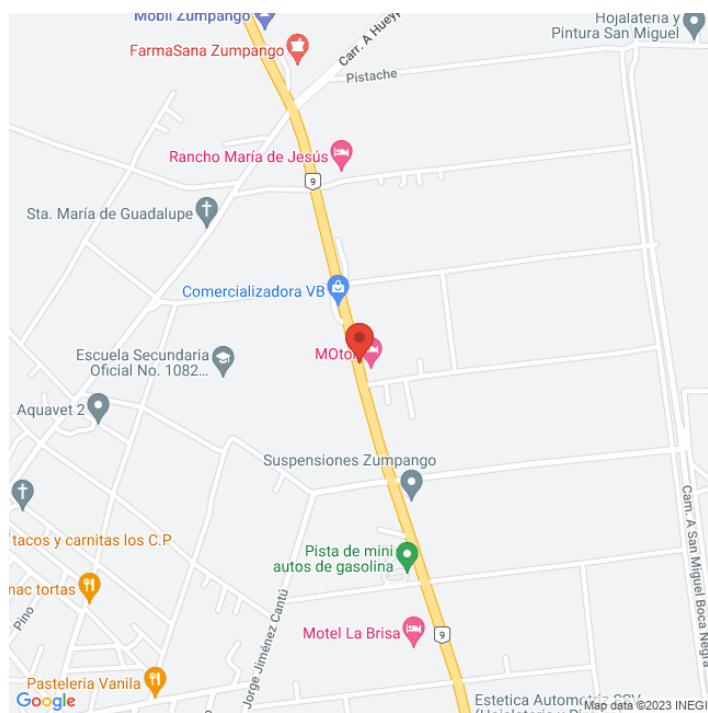 Mobil Zumpango
Hojalatería y
Pintura San Miguel
FarmaSana Zumpango
Carr. A Hueyp
Pistache
Rancho María de Jesús
9
Sta. María de Guadalupe
Comercializadora VB
MOtor
Escuela Secundaria
Oficial No. 1082...
Aquavet 2
Suspensiones Zumpango
tacos y carnitas los C.P
Pista de mini
autos de gasolina
nac tortas
Pino
Jorge Jiménez Cantú
Cam. A San Miguel Boca Negra
Motel La Brisa
9
Pasteleria Vanila
Google
Estetica Automotriz SSV
Map data ©2023 INEGI